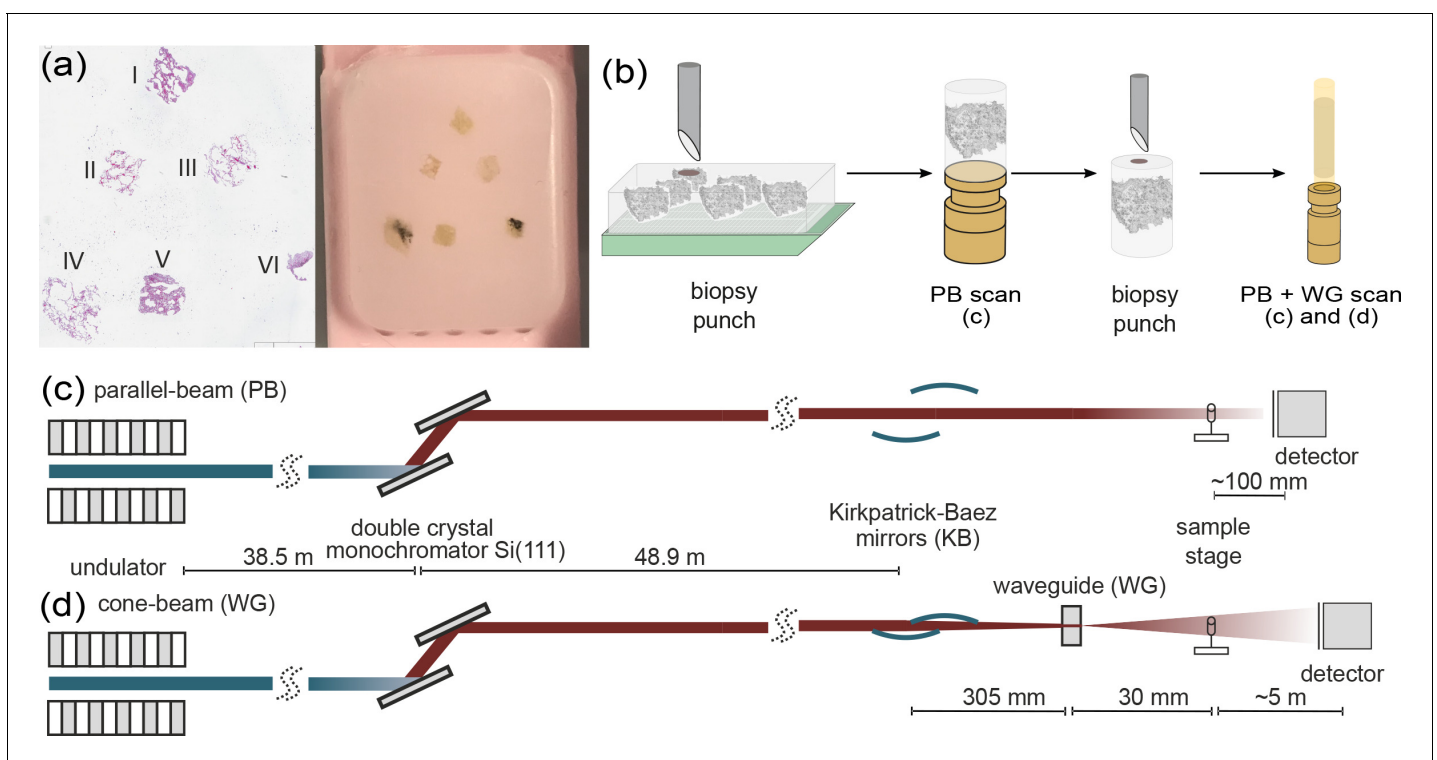 (a)
I
II
III
IV
V
VI
(b)
biopsy
punch
PB scan
(c)
biopsy
punch
PB + WG scan
(c) and (d)
(c) parallel-beam (PB)
detector
~100 mm
double crystal
monochromator Si(111)
Kirkpatrick-Baez
mirrors (KB)
sample
stage
undulator
38.5 m
48.9 m
(d) cone-beam (WG)
waveguide (WG)
detector
305 mm
30 mm
~5 m